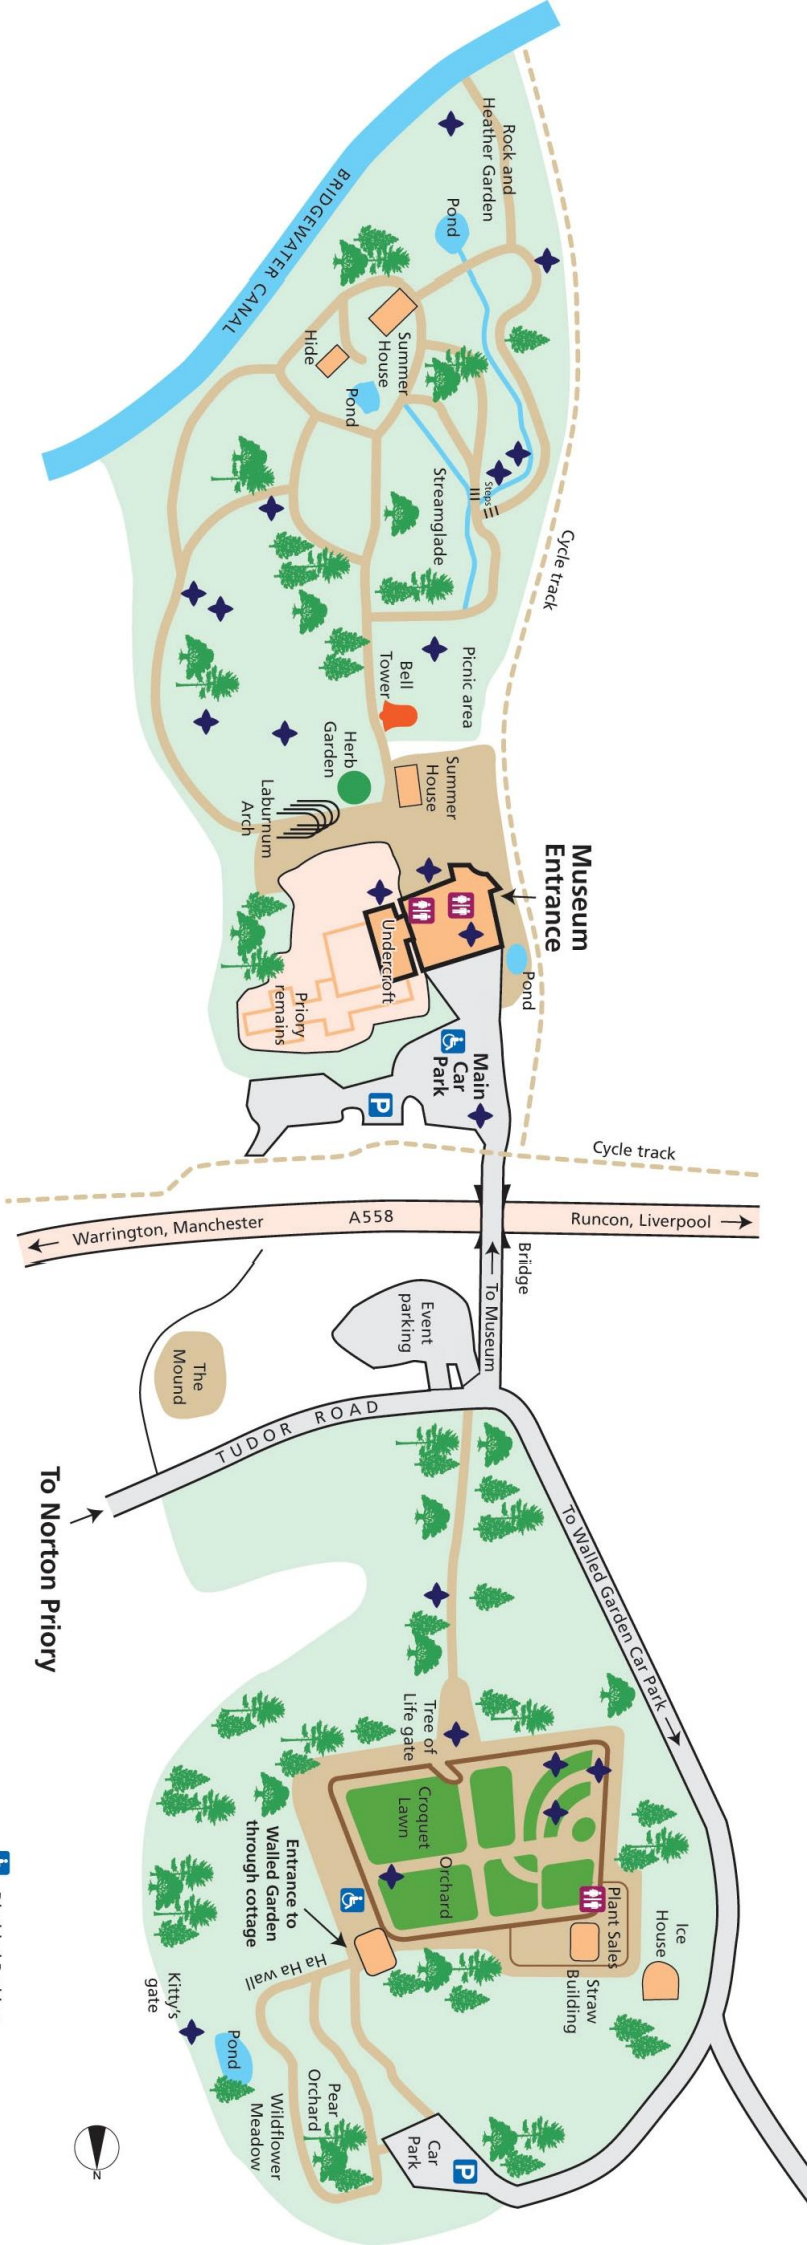 Rock and
Heather Garden
Pond
BRIDGEWATER CANAL
Summer
House
Hide
Pond
Steps
Streamglade
Cycle track
Picnic area
Bell
Tower
Herb
Garden
Summer
House
Laburnum
Arch
Museum
Entrance
Undercroft
Pond
Priory
remains
Main
Car
Park
P
Cycle track
Warrington, Manchester
A558
Runcon, Liverpool
Briidge
To Museum
Event
parking
The
Mound
TUDOR ROAD
To Norton Priory
To Walled Garden Car Park
Tree of
Life gate
Croquet
Lawn
Orchard
Entrance to
Walled Garden
through cottage
Plant Sales
Ice
House
Straw
Building
Ha Ha wall
Kitty's
gate
Pond
Pear
Orchard
Wildflower
Meadow
Car
Park
P
N